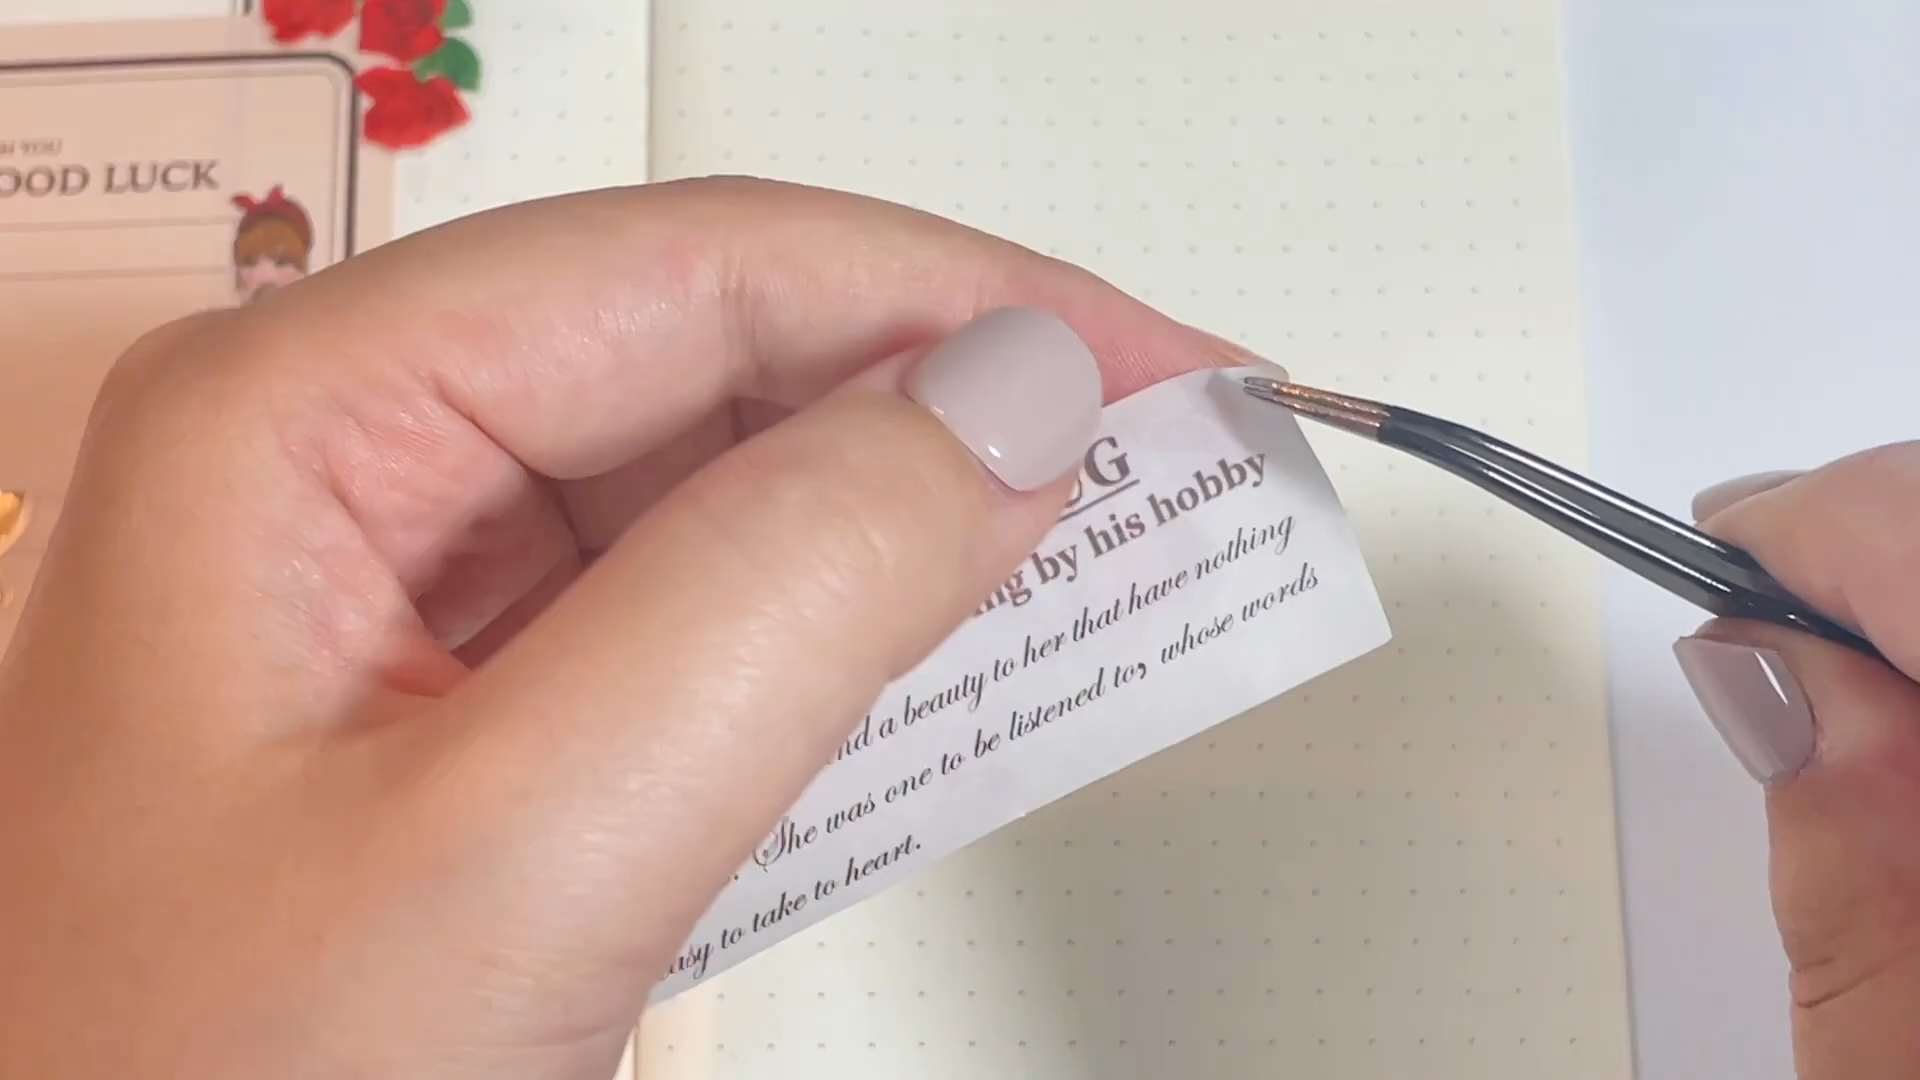 YOU
LUCK
by his hobby
a beauty to her that have nothing
She was one to be listened to, whose words
to take to heart.